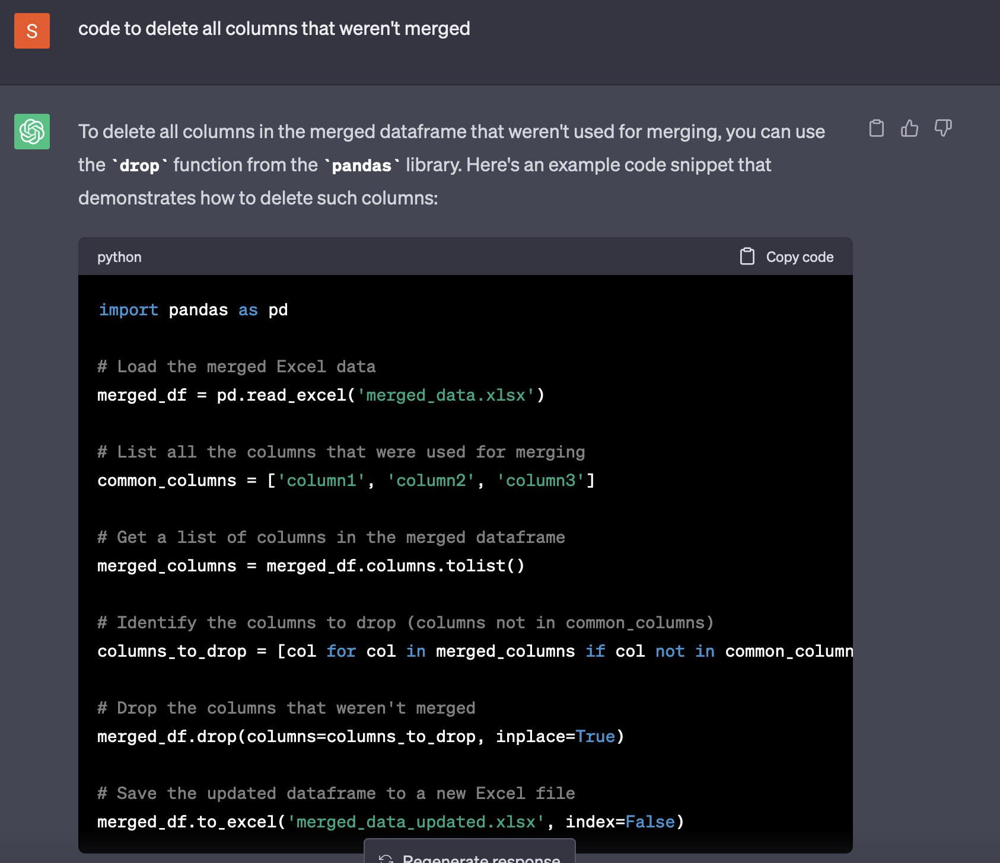 S
code to delete all columns that weren't merged
To delete all columns in the merged dataframe that weren't used for merging, you can use
the `drop` function from the `pandas` library. Here's an example code snippet that
demonstrates how to delete such columns:
python
Copy code
import pandas as pd
# Load the merged Excel data
merged_df = pd.read_excel('merged_data.xlsx')
# List all the columns that were used for merging
common_columns = ['column1', 'column2', 'column3']
# Get a list of columns in the merged dataframe
merged_columns = merged_df.columns.tolist()
# Identify the columns to drop (columns not in common_columns)
columns_to_drop = [col for col in merged_columns if col not in common_column
# Drop the columns that weren't merged
merged_df.drop(columns=columns_to_drop, inplace=True)
# Save the updated dataframe to a new Excel file
merged_df.to_excel('merged_data_updated.xlsx', index=False)
Regenerate response